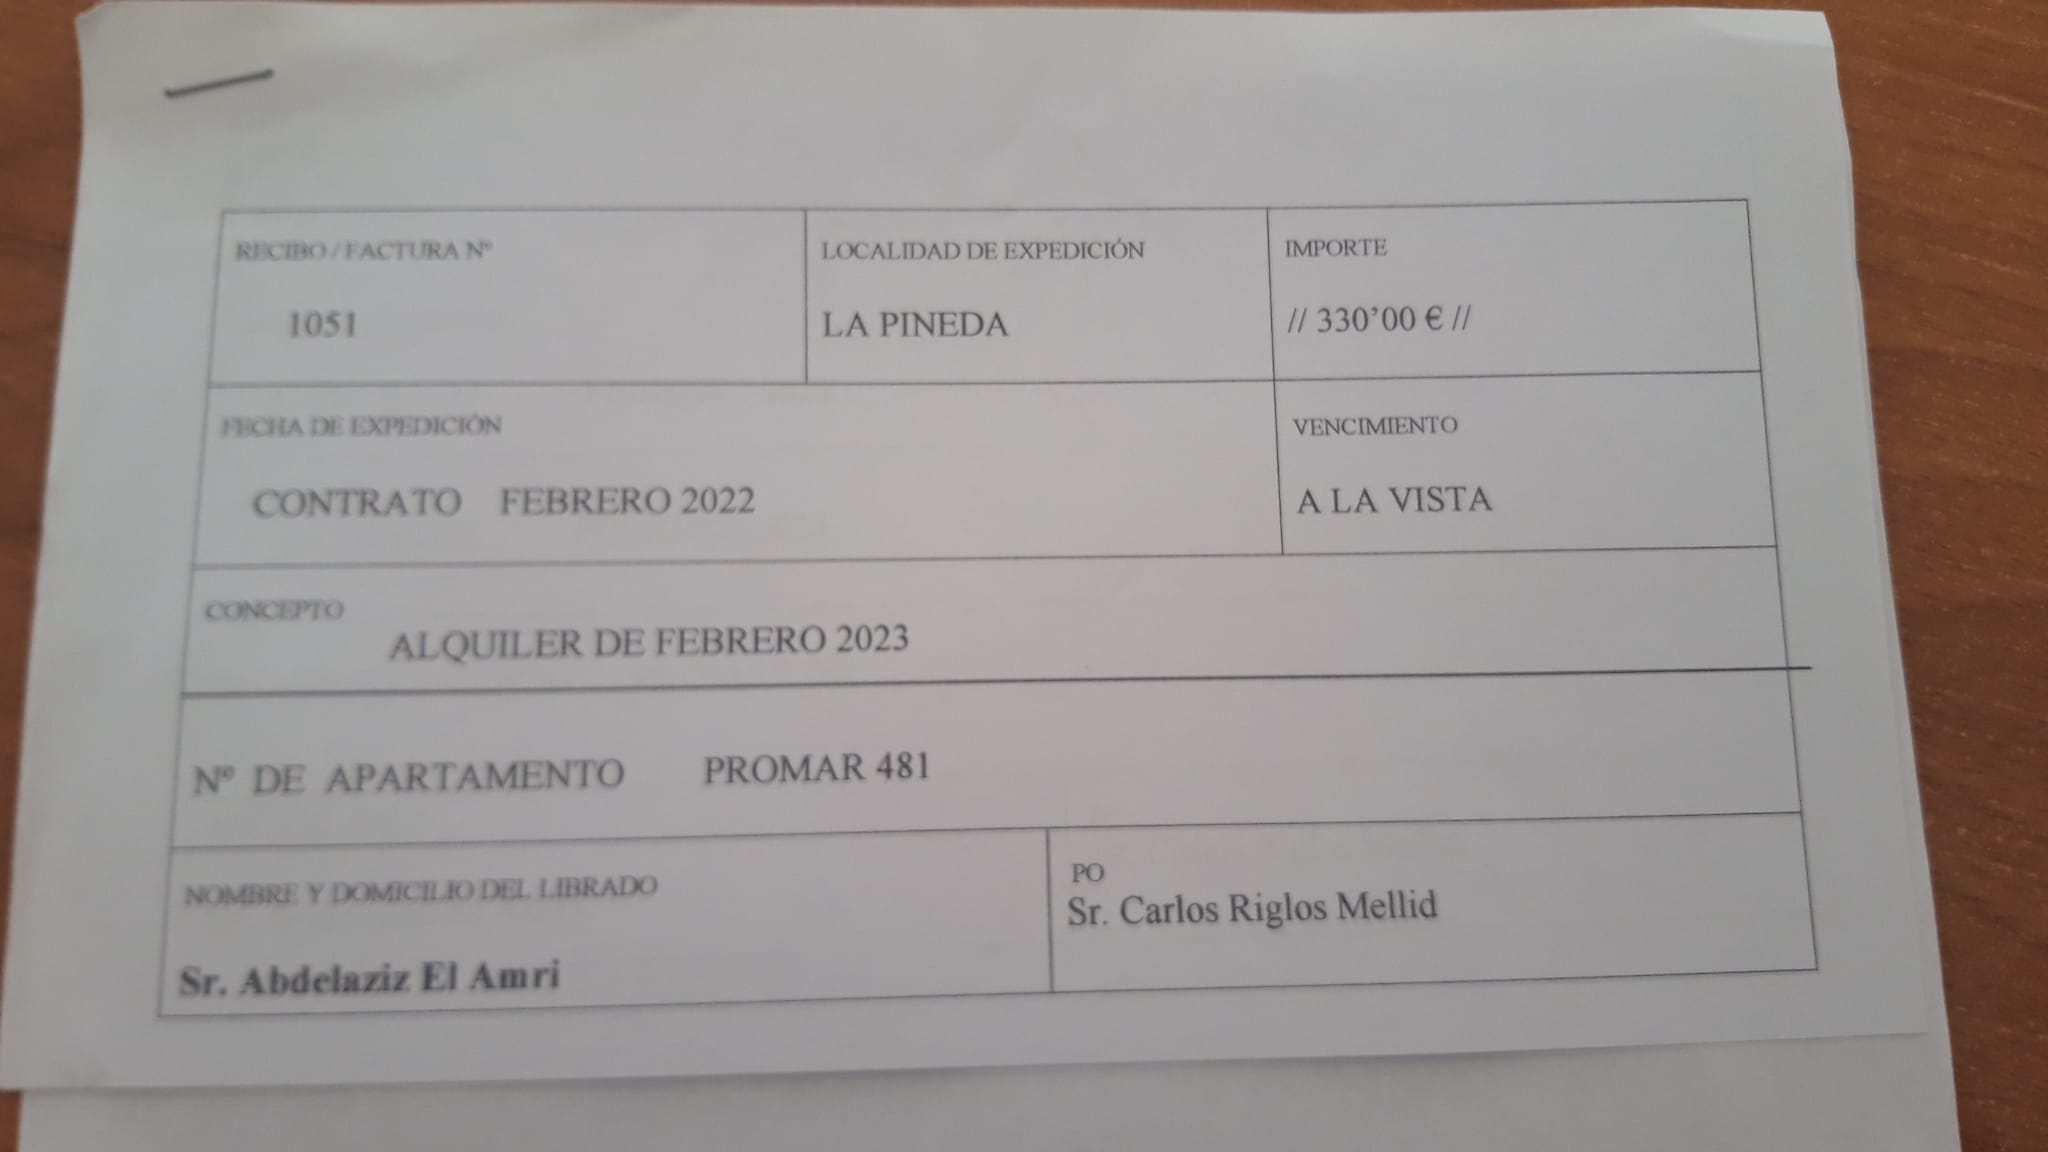 RECIBO / FACTURA Nº
1051
LOCALIDAD DE EXPEDICIÓN
LA PINEDA
IMPORTE
// 330’00 € //
FECHA DE EXPEDICIÓN
CONTRATO FEBRERO 2022
VENCIMIENTO
A LA VISTA
CONCEPTO
ALQUILER DE FEBRERO 2023
Nº DE APARTAMENTO PROMAR 481
NOMBRE Y DOMICILIO DEL LIBRADO
Sr. Abdelaziz El Amri
PO
Sr. Carlos Riglos Mellid